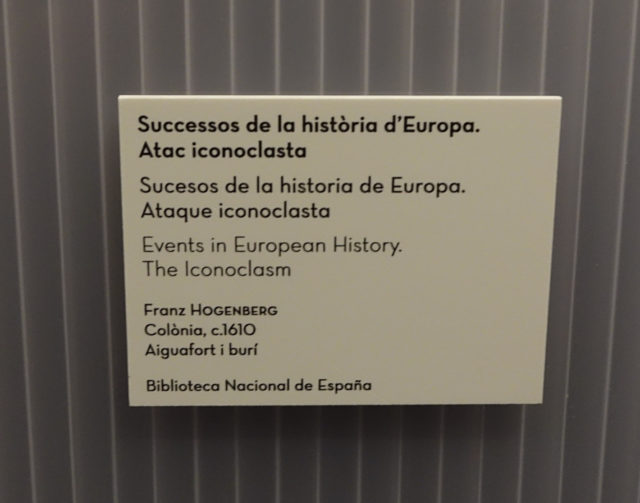 Successos de la història d'Europa.
Atac iconoclasta
Sucesos de la historia de Europa.
Ataque iconoclasta
Events in European History.
The Iconoclasm
Franz HOGENBERG
Colònia, c.1610
Aiguafort i burí
Biblioteca Nacional de España